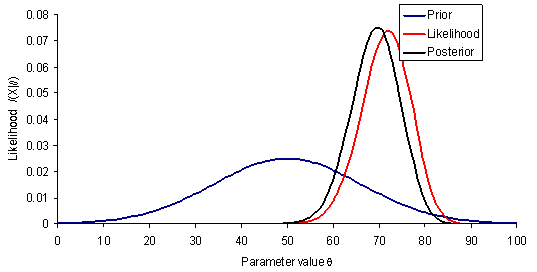 0.08
0.07
0.06
0.05
0.04
0.03
0.02
0.01
0
Likelihood l(X|θ)
0 10 20 30 40 50 60 70 80 90 100
Parameter value θ
Prior
Likelihood
Posterior